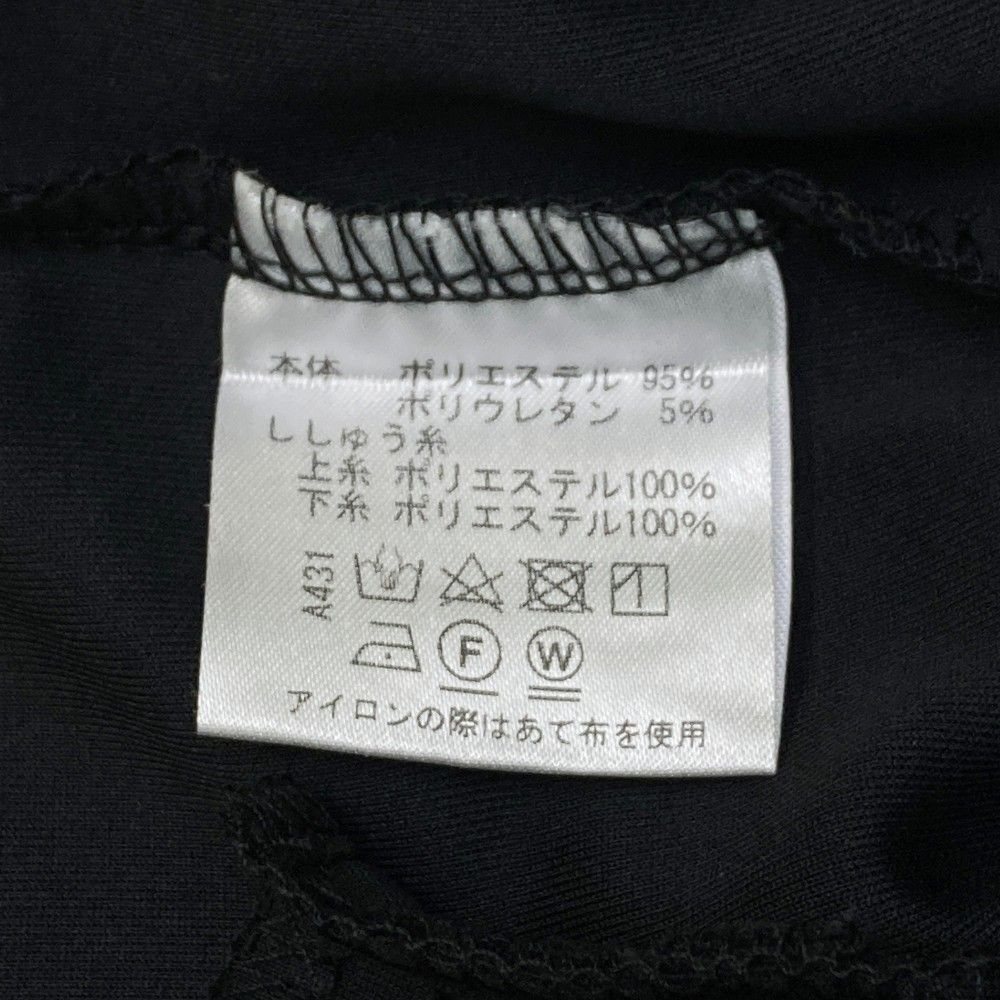 本体 ポリエステル 95%
ポリウレタン 5%
ししゅう糸
上糸 ポリエステル100%
下糸 ポリエステル100%
A431
F W
アイロンの際はあて布を使用